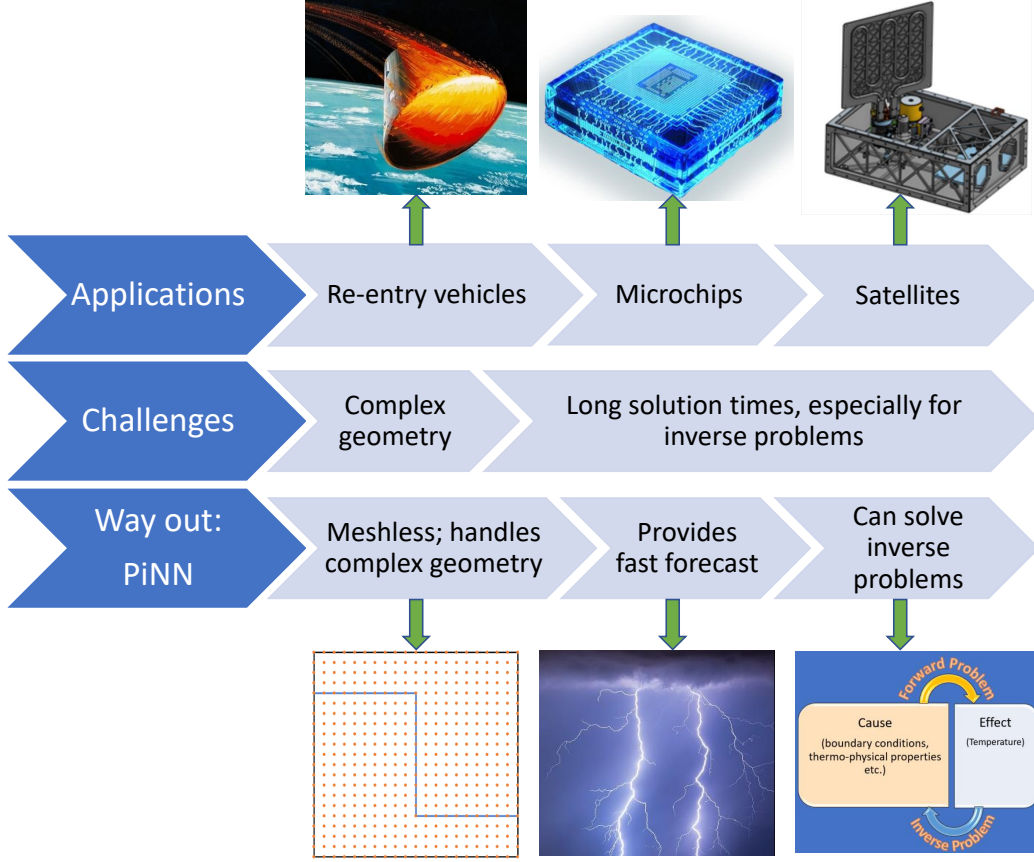 Applications
Re-entry vehicles
Microchips
Satellites
Challenges
Complex
geometry
Long solution times, especially for
inverse problems
Way out:
PiNN
Meshless; handles
complex geometry
Provides
fast forecast
Can solve
inverse
problems
Forward Problem
Cause
(boundary conditions,
thermo-physical properties
etc.)
Effect
(Temperature)
Inverse Problem